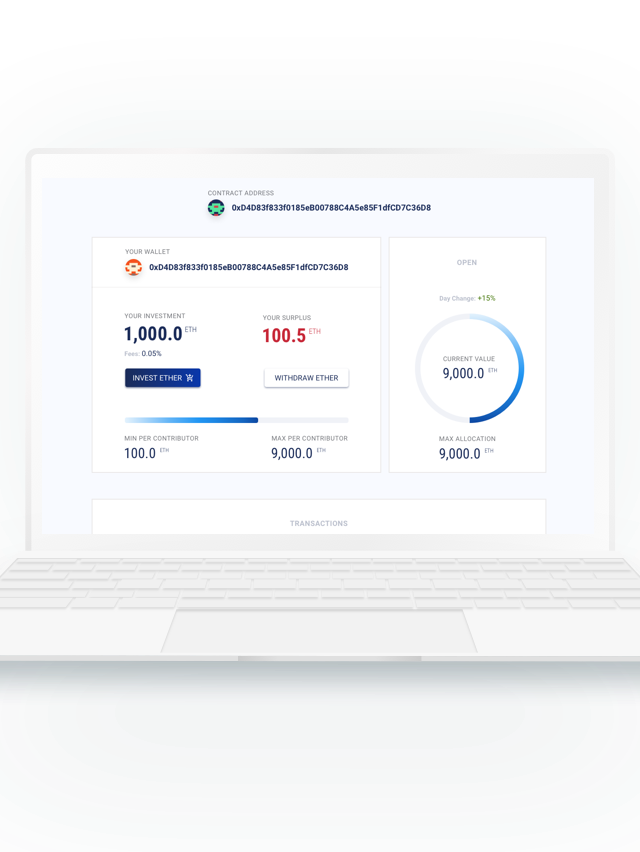 CONTRACT ADDRESS
0xD4D83f833f0185eB00788C4A5e85F1dfCD7C36D8
YOUR WALLET
0xD4D83f833f0185eB00788C4A5e85F1dfCD7C36D8
YOUR INVESTMENT
1,000.0 ETH
Fees: 0.05%
INVEST ETHER
YOUR SURPLUS
100.5 ETH
WITHDRAW ETHER
MIN PER CONTRIBUTOR
100.0 ETH
MAX PER CONTRIBUTOR
9,000.0 ETH
OPEN
Day Change: +15%
CURRENT VALUE
9,000.0 ETH
MAX ALLOCATION
9,000.0 ETH
TRANSACTIONS